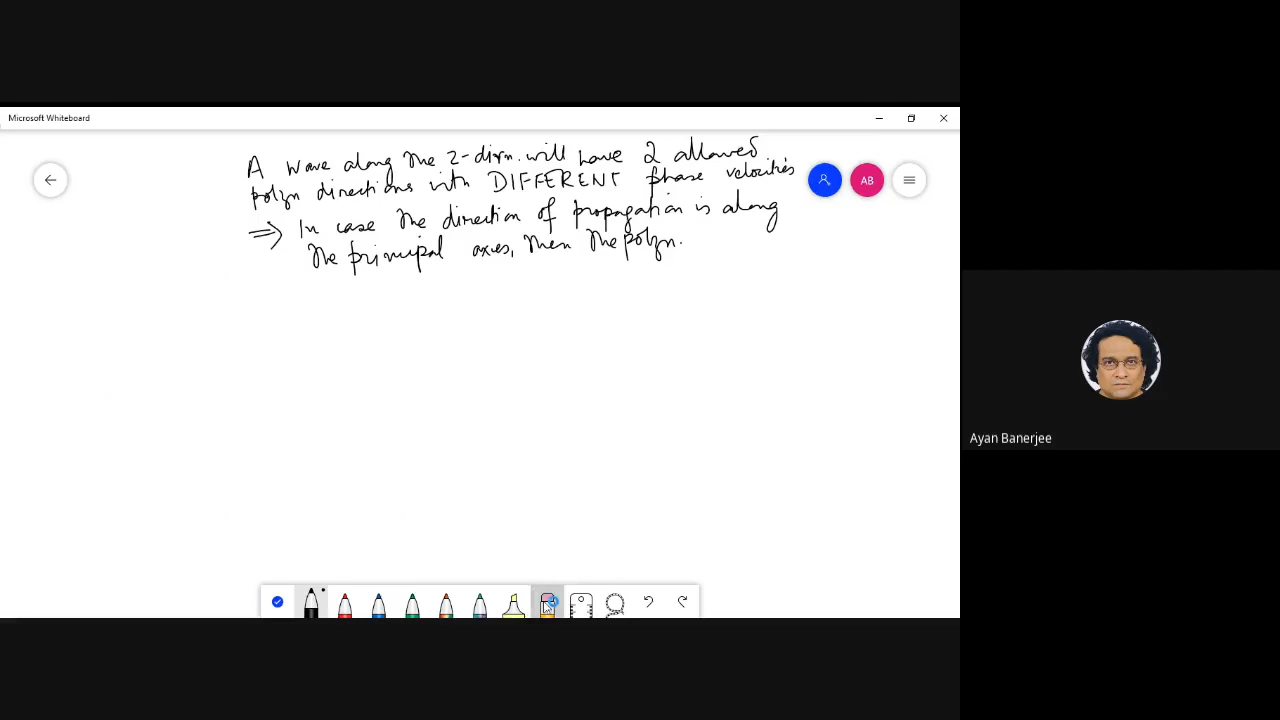 Microsoft Whiteboard
A wave along the z-dirn. will have 2 allowed
polzn directions with DIFFERENT phase velocities
AB
⇒ In case the direction of propagation is along
the principal axes, then the polzn.
Ayan Banerjee